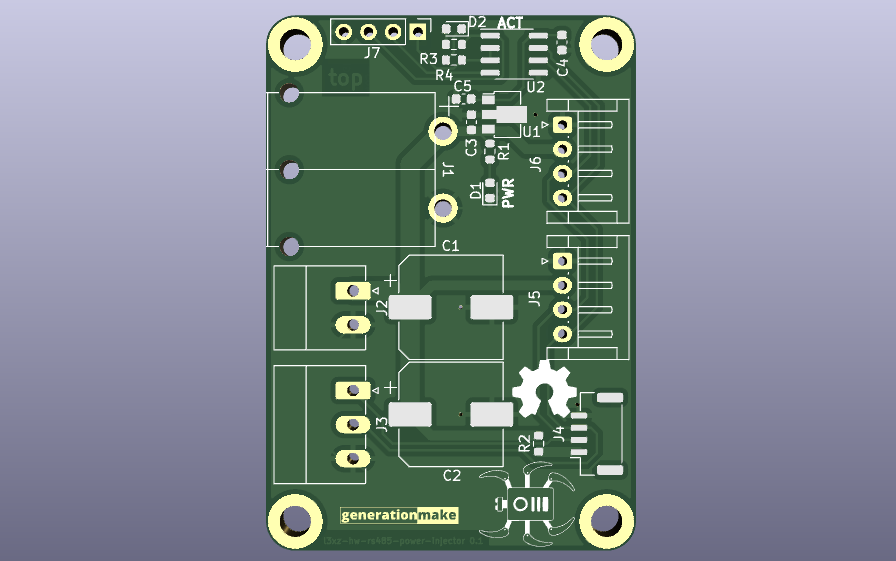 D2 ACT
J7
R3
R4
C4
top
U2
C5
U1
C3
R1
J6
J1
D1
PWR
C1
J2
J5
J3
J4
R2
C2
generationmake
t3sz-hw-rs485-power-injector 0.1